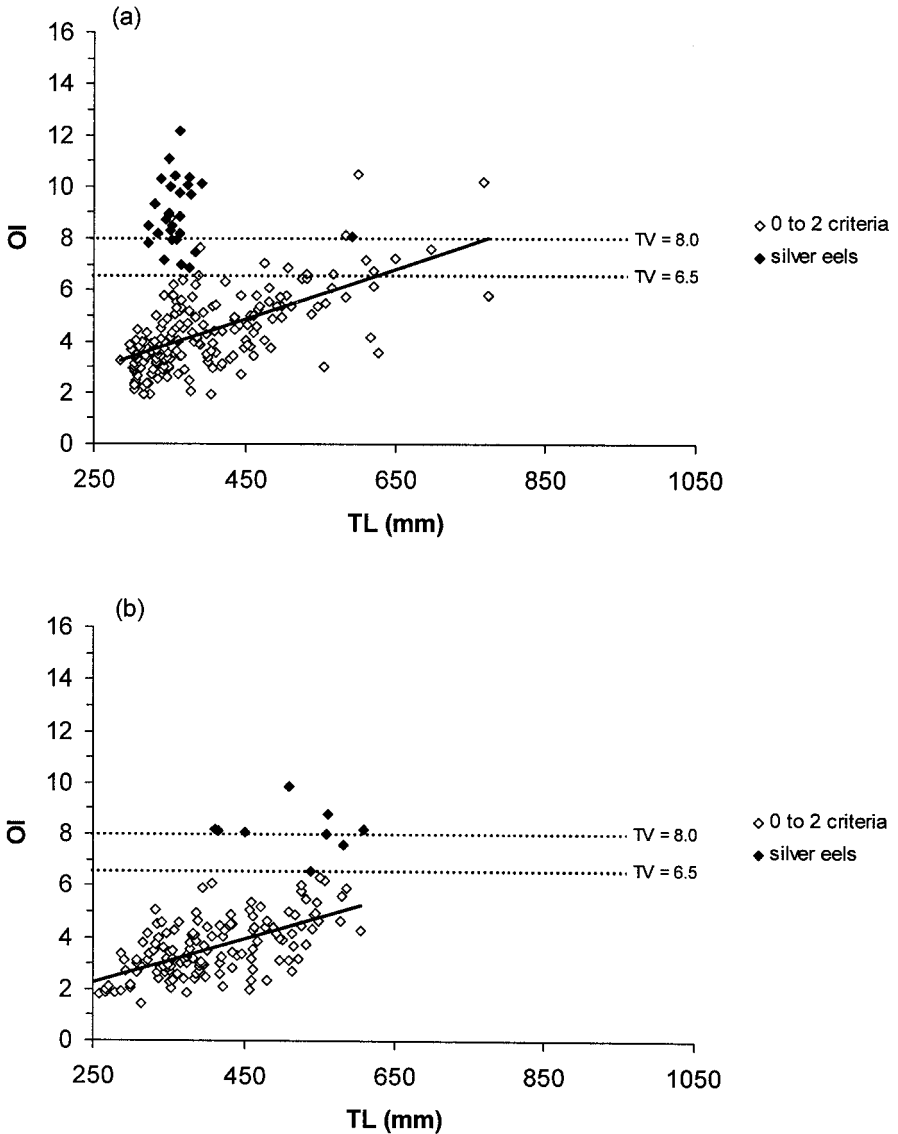 (a)
16
14
12
10
8
6
4
2
0
OI
TV = 8.0
TV = 6.5
0 to 2 criteria
silver eels
250 450 650 850 1050
TL (mm)
(b)
16
14
12
10
8
6
4
2
0
OI
TV = 8.0
TV = 6.5
0 to 2 criteria
silver eels
250 450 650 850 1050
TL (mm)